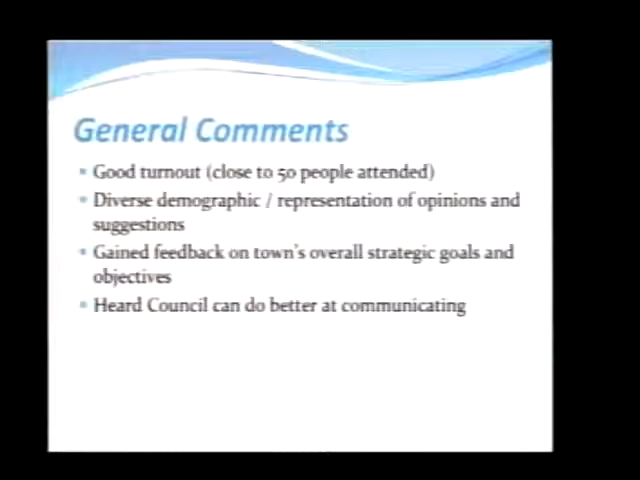 General Comments
Good turnout (close to 50 people attended)
Diverse demographic / representation of opinions and
suggestions
Gained feedback on town's overall strategic goals and
objectives
Heard Council can do better at communicating